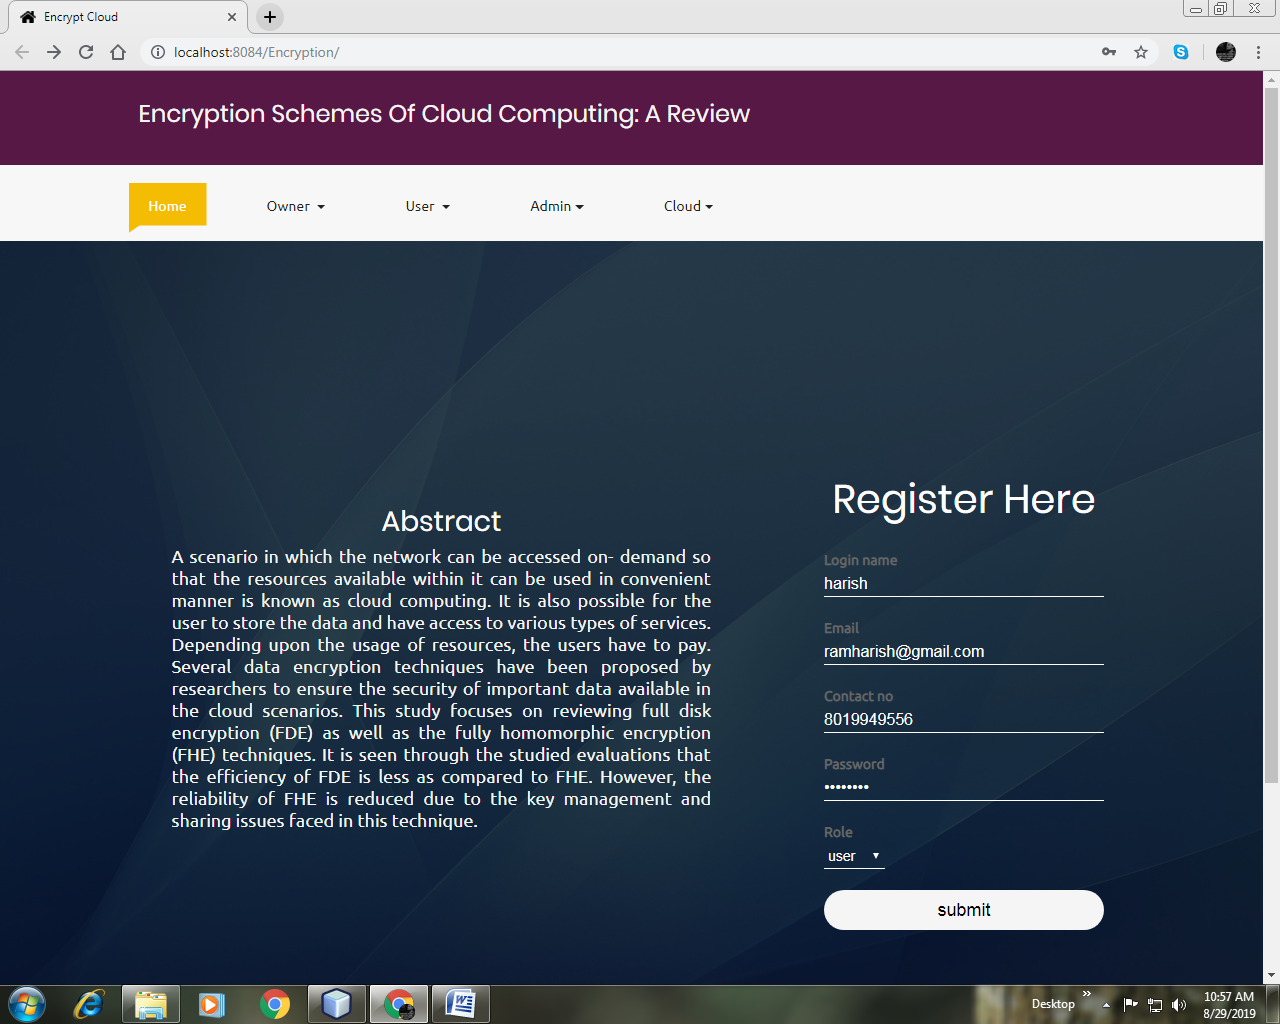 Encrypt Cloud
localhost:8084/Encryption/
Encryption Schemes Of Cloud Computing: A Review
Home Owner User Admin Cloud
Abstract
A scenario in which the network can be accessed on- demand so
that the resources available within it can be used in convenient
manner is known as cloud computing. It is also possible for the
user to store the data and have access to various types of services.
Depending upon the usage of resources, the users have to pay.
Several data encryption techniques have been proposed by
researchers to ensure the security of important data available in
the cloud scenarios. This study focuses on reviewing full disk
encryption (FDE) as well as the fully homomorphic encryption
(FHE) techniques. It is seen through the studied evaluations that
the efficiency of FDE is less as compared to FHE. However, the
reliability of FHE is reduced due to the key management and
sharing issues faced in this technique.
Register Here
Login name
harish
Email
ramharish@gmail.com
Contact no
8019949556
Password
••••••••
Role
user
submit
Desktop
10:57 AM
8/29/2019